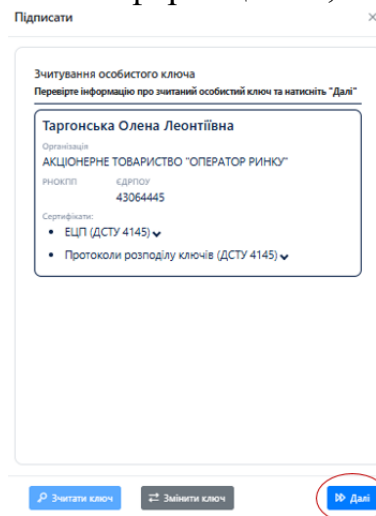 Підписати
×
Зчитування особистого ключа
Перевірте інформацію про зчитаний особистий ключ та натисніть "Далі"
Таргонська Олена Леонтіївна
Організація
АКЦІОНЕРНЕ ТОВАРИСТВО "ОПЕРАТОР РИНКУ"
РНОКПП ЄДРПОУ
43064445
Сертифікати:
• ЕЦП (ДСТУ 4145)
• Протоколи розподілу ключів (ДСТУ 4145)
Зчитати ключ Змінити ключ Далі